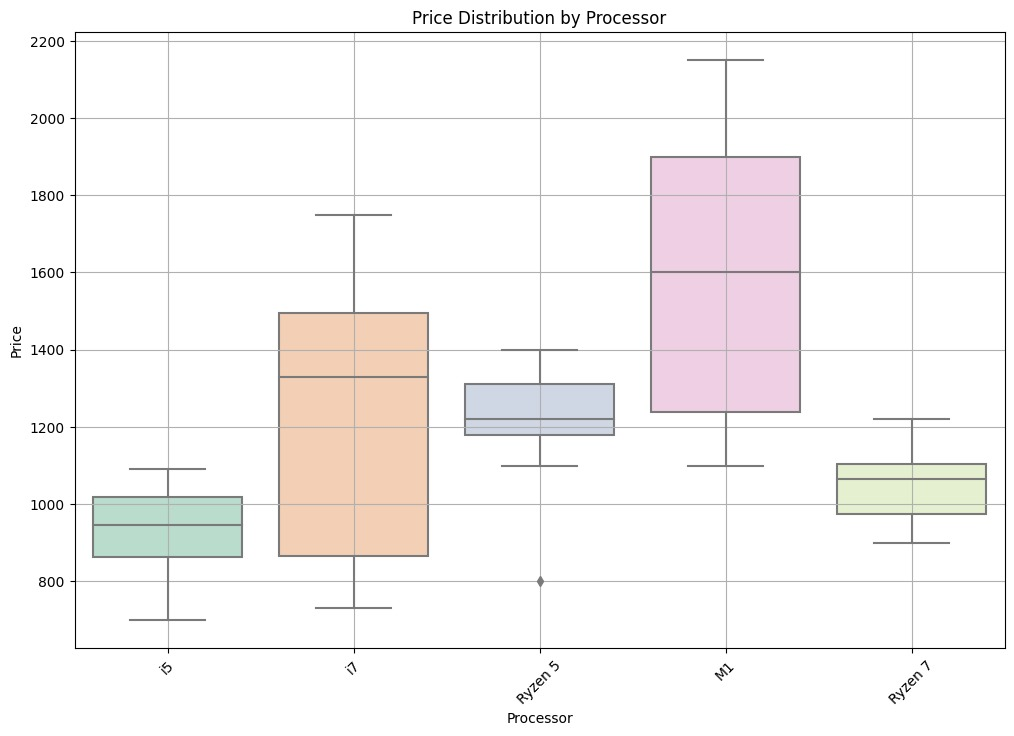 Price Distribution by Processor
2200
2000
1800
1600
1400
1200
1000
800
Price
i5
i7
Ryzen 5
M1
Ryzen 7
Processor